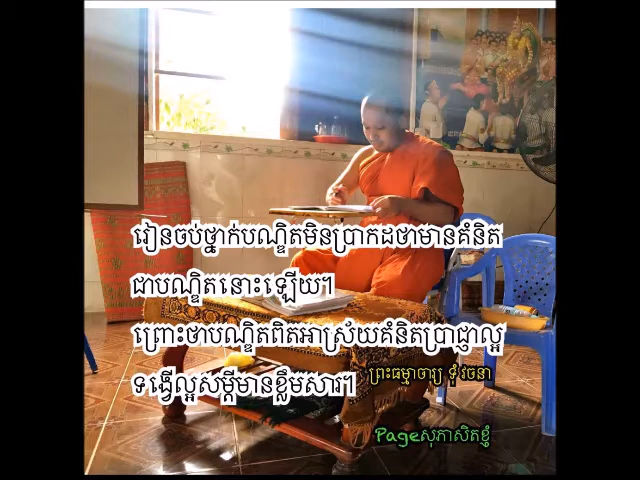 រៀនចប់ថ្នាក់បណ្ឌិតមិនប្រាកដថាមានគំនិត
ជាបណ្ឌិតនោះឡើយ។
ព្រោះថាបណ្ឌិតពិតអាស្រ័យគំនិតប្រាជ្ញាល្អ
ទង្វើល្អសម្ដីមានខ្លឹមសារ។
ព្រះធម្មាចារ្យ ទុំ វចនា
Pageសុភាសិតខ្ញុំ